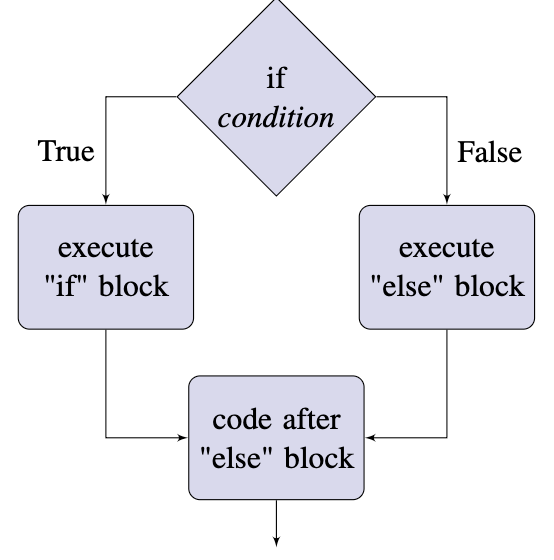 if
condition
True
False
execute
"if" block
execute
"else" block
code after
"else" block